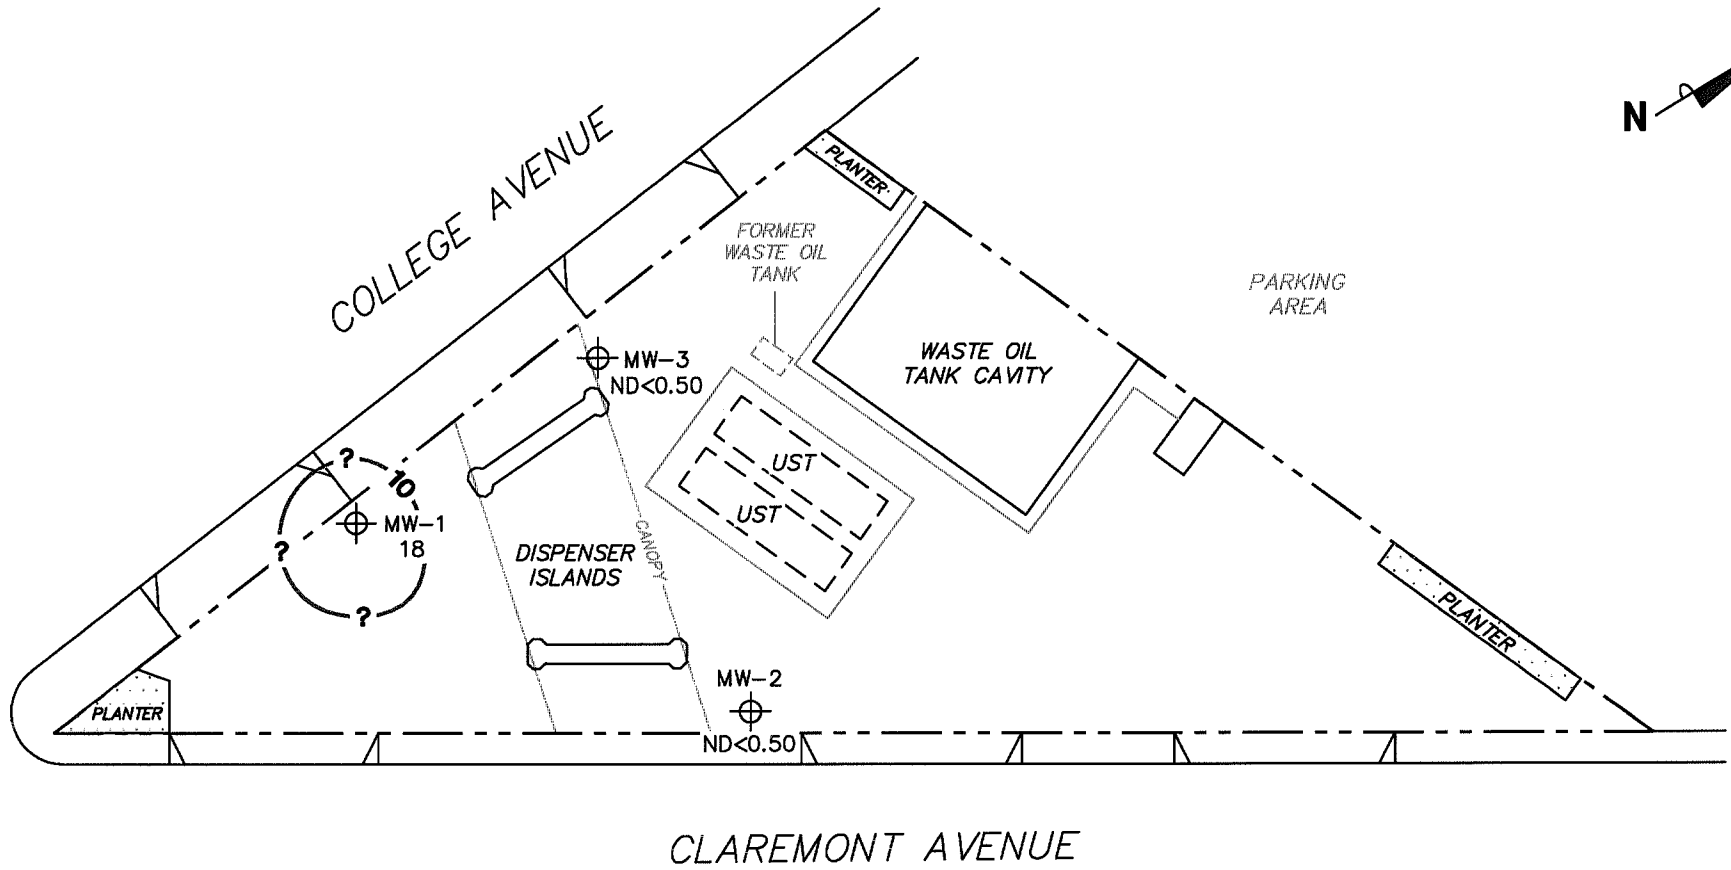 COLLEGE AVENUE
N
PLANTER
FORMER
WASTE OIL
TANK
PARKING
AREA
WASTE OIL
TANK CAVITY
MW-3
ND<0.50
UST
UST
?
10
MW-1
18
?
?
CANOPY
DISPENSER
ISLANDS
PLANTER
MW-2
ND<0.50
PLANTER
CLAREMONT AVENUE